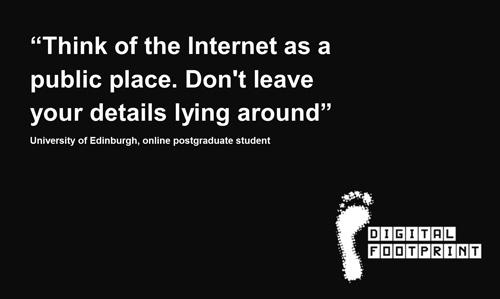 “Think of the Internet as a
public place. Don't leave
your details lying around”
University of Edinburgh, online postgraduate student
DIGITAL
FOOTPRINT